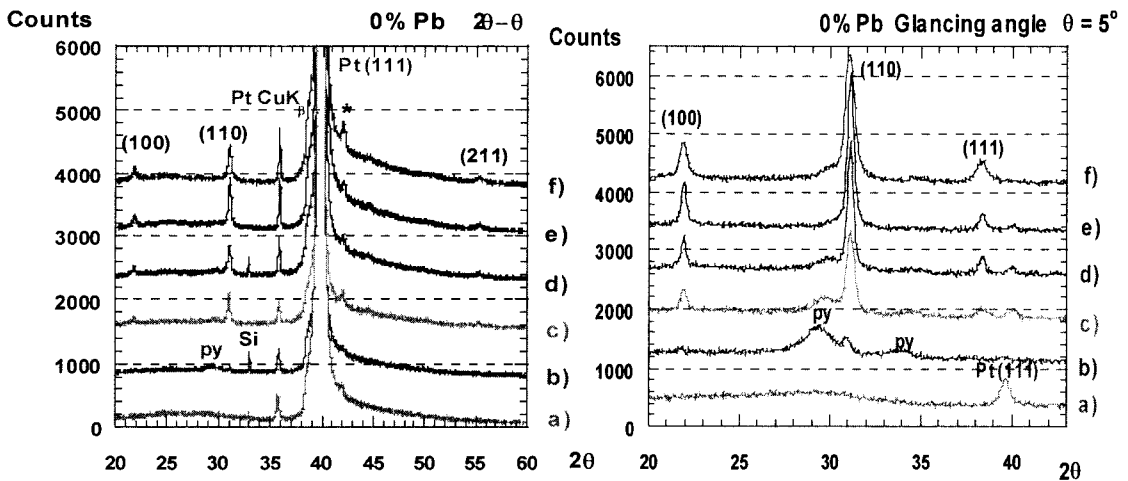 Counts 0% Pb 2θ–θ
6000
5000
4000
3000
2000
1000
0
Pt (111)
Pt CuK β
*
(100) (110) (211)
Si
py
f)
e)
d)
c)
b)
a)
20 25 30 35 40 45 50 55 60
2θ
Counts 0% Pb Glancing angle θ = 5°
6000
5000
4000
3000
2000
1000
0
(110)
(100)
(111)
py
py
Pt (111)
f)
e)
d)
c)
b)
a)
20 30 40
2θ